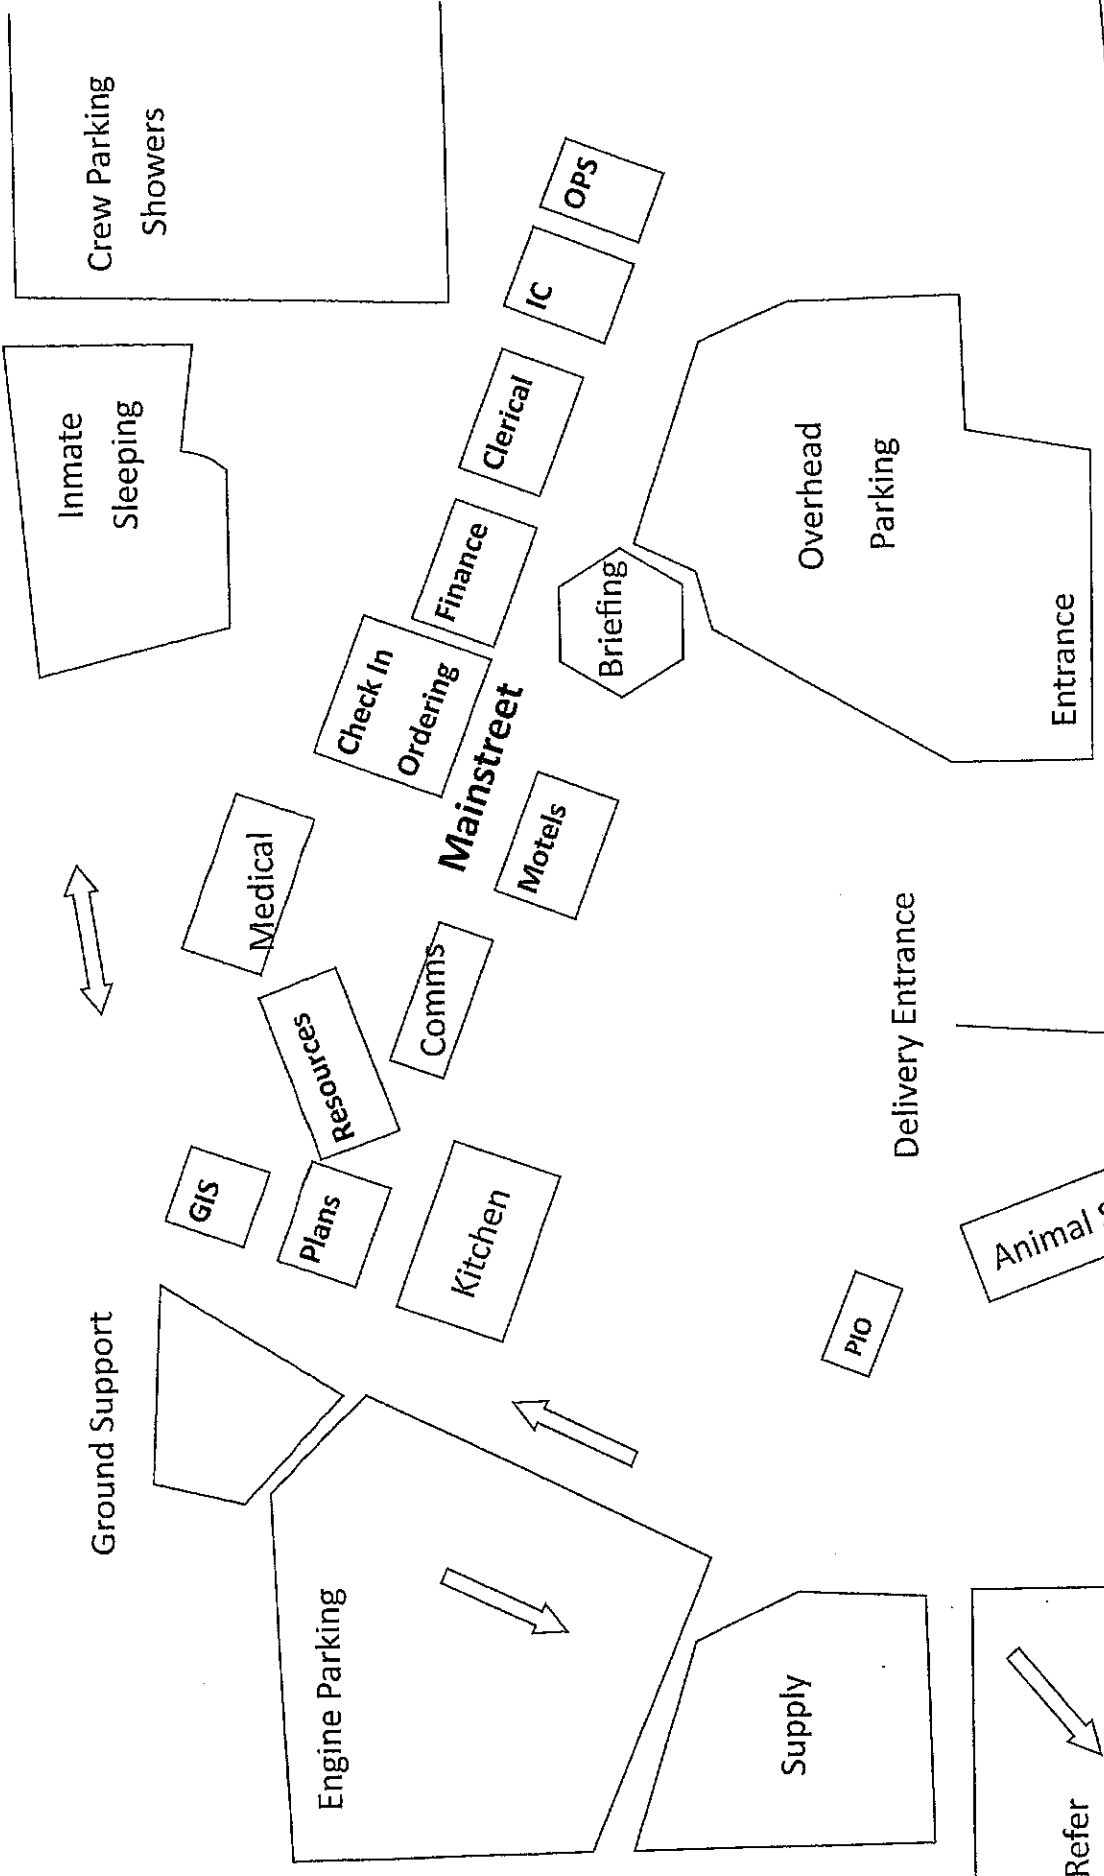 Ground Support
Inmate
Sleeping
Crew Parking
Showers
GIS
Medical
Engine Parking
Plans
Resources
Check In
Ordering
Finance
Clerical
IC
OPS
Kitchen
Comms
Mainstreet
Motels
Briefing
Supply
PIO
Delivery Entrance
Overhead
Parking
Entrance
Animal
Refer